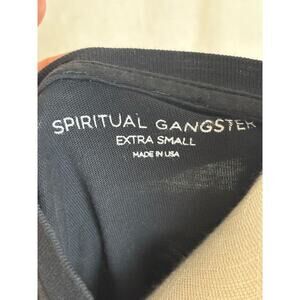 SPIRITUAL GANGSTER
EXTRA SMALL
MADE IN USA